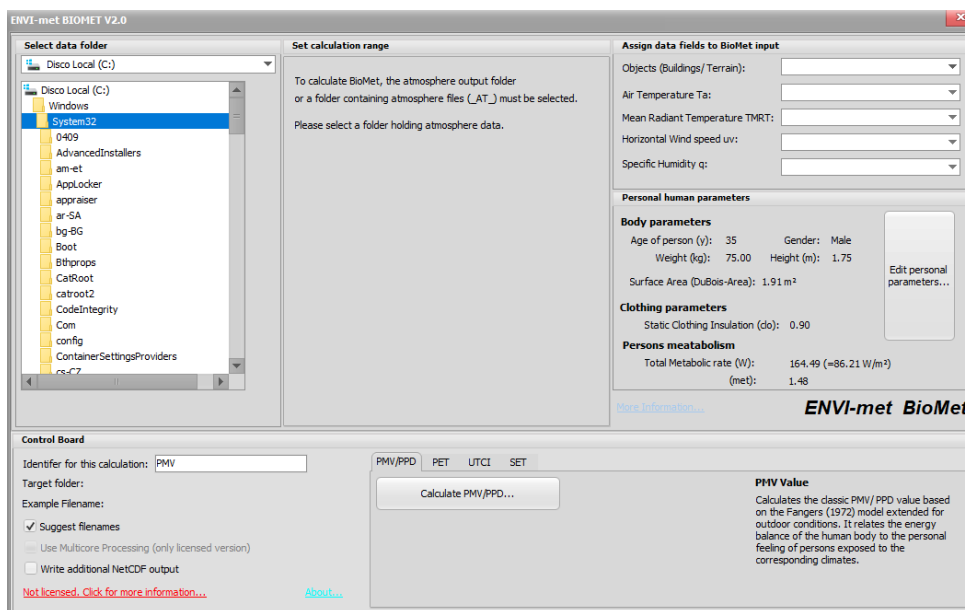 ENVI-met BIOMET V2.0
Select data folder
Disco Local (C:)
Disco Local (C:)
Windows
System32
0409
AdvancedInstallers
am-et
AppLocker
appraiser
ar-SA
bg-BG
Boot
Bthprops
CatRoot
catroot2
CodeIntegrity
Com
config
ContainerSettingsProviders
cs-CZ
Set calculation range
To calculate BioMet, the atmosphere output folder
or a folder containing atmosphere files (_AT_) must be selected.
Please select a folder holding atmosphere data.
Assign data fields to BioMet input
Objects (Buildings/ Terrain):
Air Temperature Ta:
Mean Radiant Temperature TMRT:
Horizontal Wind speed uv:
Specific Humidity q:
Personal human parameters
Body parameters
Age of person (y): 35 Gender: Male
Weight (kg): 75.00 Height (m): 1.75
Surface Area (DuBois-Area): 1.91 m²
Clothing parameters
Static Clothing Insulation (clo): 0.90
Persons meatabolism
Total Metabolic rate (W): 164.49 (=86.21 W/m²)
(met): 1.48
Edit personal
parameters...
More Information...
ENVI-met BioMet
Control Board
Identifer for this calculation: PMV
Target folder:
Example Filename:
Suggest filenames
Use Multicore Processing (only licensed version)
Write additional NetCDF output
Not licensed. Click for more information...
About...
PMV/PPD PET UTCI SET
Calculate PMV/PPD...
PMV Value
Calculates the classic PMV/ PPD value based
on the Fangers (1972) model extended for
outdoor conditions. It relates the energy
balance of the human body to the personal
feeling of persons exposed to the
corresponding climates.